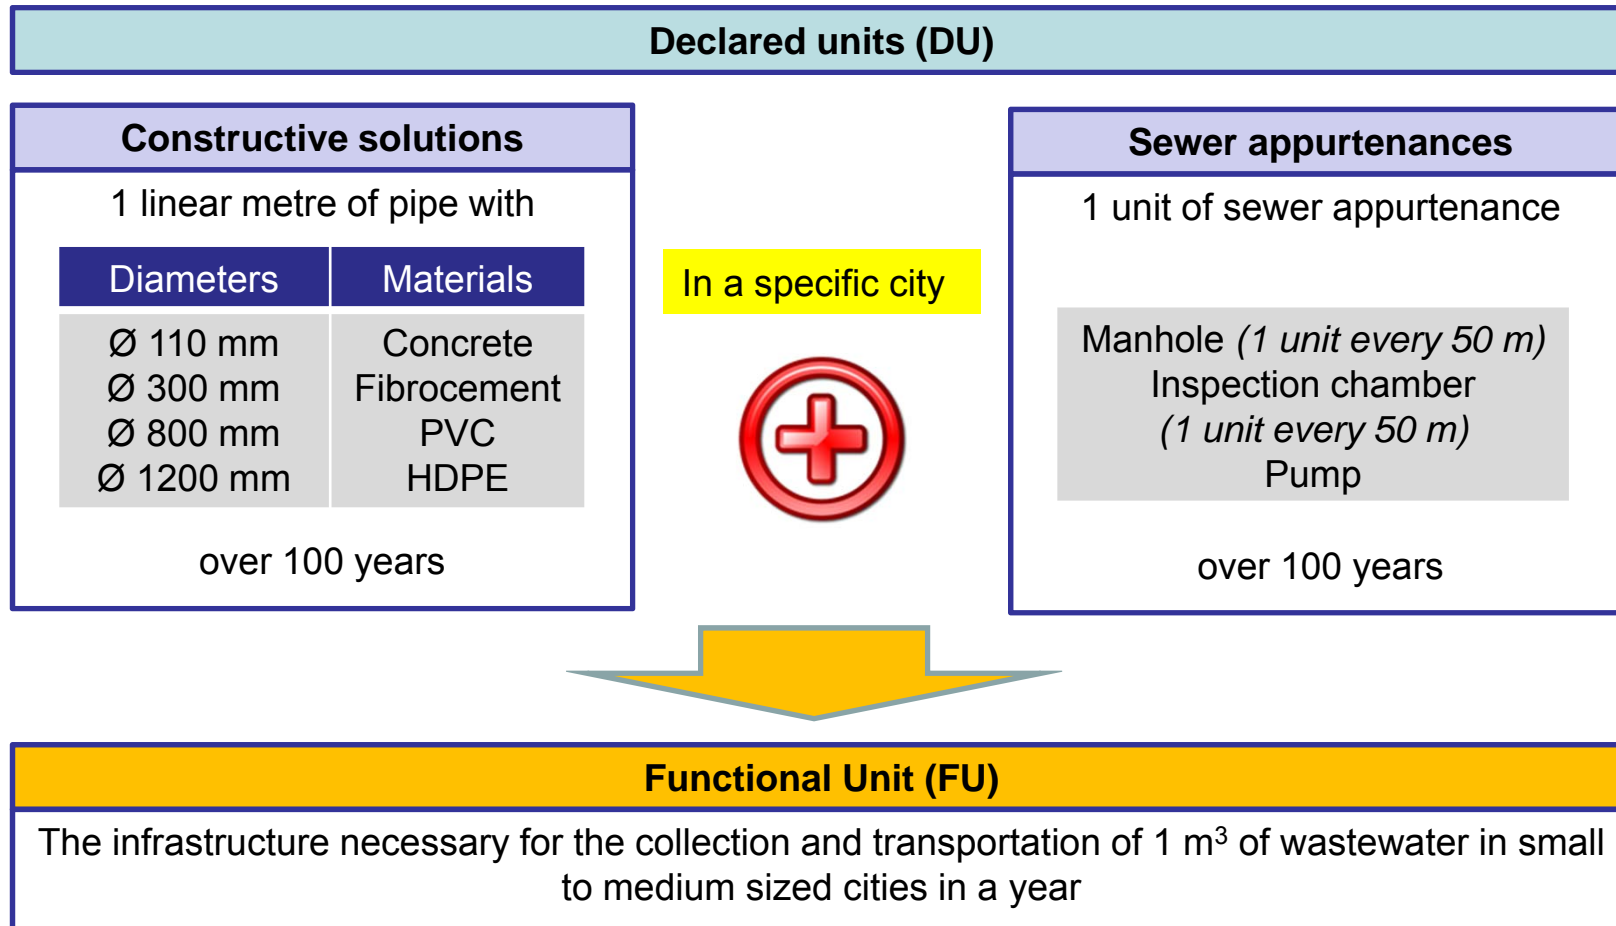 Declared units (DU)
Constructive solutions
1 linear metre of pipe with
Diameters Materials
Ø 110 mm Concrete
Ø 300 mm Fibrocement
Ø 800 mm PVC
Ø 1200 mm HDPE
over 100 years
In a specific city
Sewer appurtenances
1 unit of sewer appurtenance
Manhole (1 unit every 50 m)
Inspection chamber
(1 unit every 50 m)
Pump
over 100 years
Functional Unit (FU)
The infrastructure necessary for the collection and transportation of 1 m³ of wastewater in small
to medium sized cities in a year